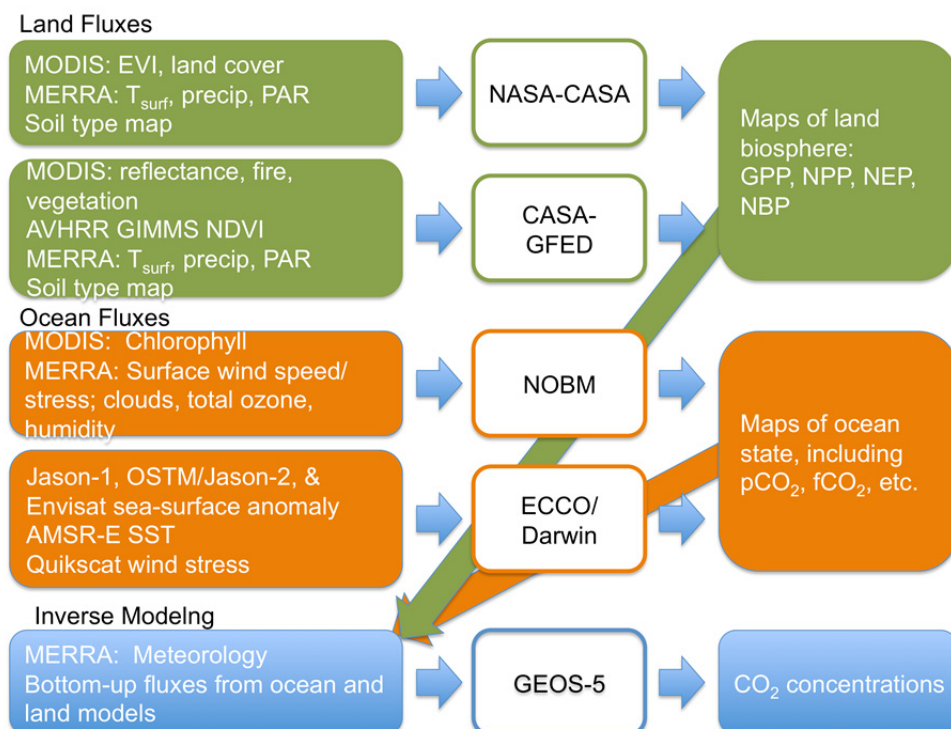 Land Fluxes
MODIS: EVI, land cover
MERRA: Tsurf, precip, PAR
Soil type map
NASA-CASA
Maps of land
biosphere:
GPP, NPP, NEP,
NBP
MODIS: reflectance, fire,
vegetation
AVHRR GIMMS NDVI
MERRA: Tsurf, precip, PAR
Soil type map
CASA-
GFED
Ocean Fluxes
MODIS:  Chlorophyll
MERRA: Surface wind speed/
stress; clouds, total ozone,
humidity
NOBM
Maps of ocean
state, including
pCO₂, fCO₂, etc.
Jason-1, OSTM/Jason-2, &
Envisat sea-surface anomaly
AMSR-E SST
Quikscat wind stress
ECCO/
Darwin
Inverse Modelng
MERRA:  Meteorology
Bottom-up fluxes from ocean and
land models
GEOS-5
CO₂ concentrations